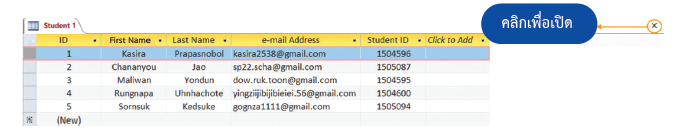 Student 1
คลิกเพื่อเปิด
ID First Name Last Name e-mail Address Student ID Click to Add
1 Kasira Prapasnobol kasira2538@gmail.com 1504596
2 Chananyou Jao sp22.scha@gmail.com 1505087
3 Maliwan Yondun dow.ruk.toon@gmail.com 1504595
4 Rungnapa Uhnhachote yingziijibijibieiei.56@gmail.com 1504600
5 Sornsuk Kedsuke gognza1111@gmail.com 1505094
(New)